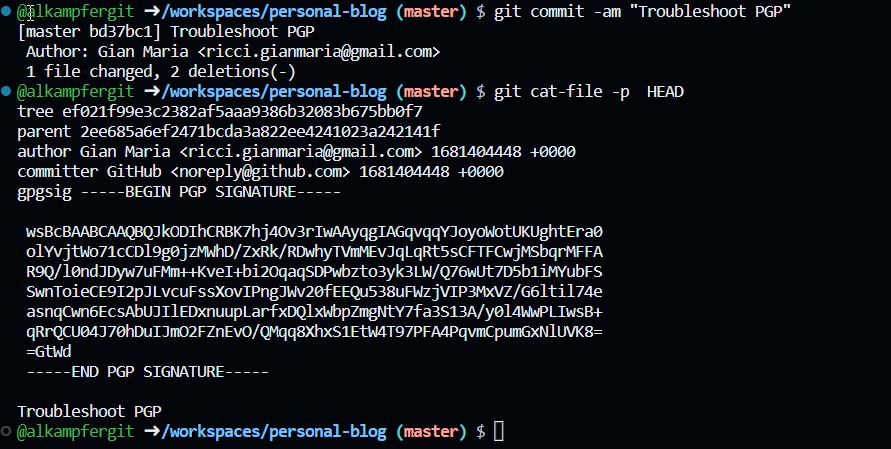 @alkampfergit ➜/workspaces/personal-blog (master) $ git commit -am "Troubleshoot PGP"
[master bd37bc1] Troubleshoot PGP
 Author: Gian Maria <ricci.gianmaria@gmail.com>
 1 file changed, 2 deletions(-)
@alkampfergit ➜/workspaces/personal-blog (master) $ git cat-file -p  HEAD
tree ef021f99e3c2382af5aaa9386b32083b675bb0f7
parent 2ee685a6ef2471bcda3a822ee4241023a242141f
author Gian Maria <ricci.gianmaria@gmail.com> 1681404448 +0000
committer GitHub <noreply@github.com> 1681404448 +0000
gpgsig -----BEGIN PGP SIGNATURE-----
 wsBcBAABCAAQBQJkODIhCRBK7hj4Ov3rIwAAyqgIAGqvqqYJoyoWotUKUghtEra0
 olYvjtWo71cCDl9g0jzMWhD/ZxRk/RDwhyTVmMEvJqLqRt5sCFTFCwjMSbqrMFFA
 R9Q/l0ndJDyw7uFMm++KveI+bi2OqaqSDPwbzto3yk3LW/Q76wUt7D5b1iMYubFS
 SwnToieCE9I2pJLvcuFssXovIPngJWv20fEEQu538uFWzjVIP3MxVZ/G6ltil74e
 asnqCwn6EcsAbUJIlEDxnuupLarfxDQlxWbpZmgNtY7fa3S13A/y0l4WwPLIwsB+
 qRrQCU04J70hDuIJmO2FZnEvO/QMqq8XhxS1EtW4T97PFA4PqvmCpumGxNlUVK8=
 =GtWd
 -----END PGP SIGNATURE-----
Troubleshoot PGP
@alkampfergit ➜/workspaces/personal-blog (master) $